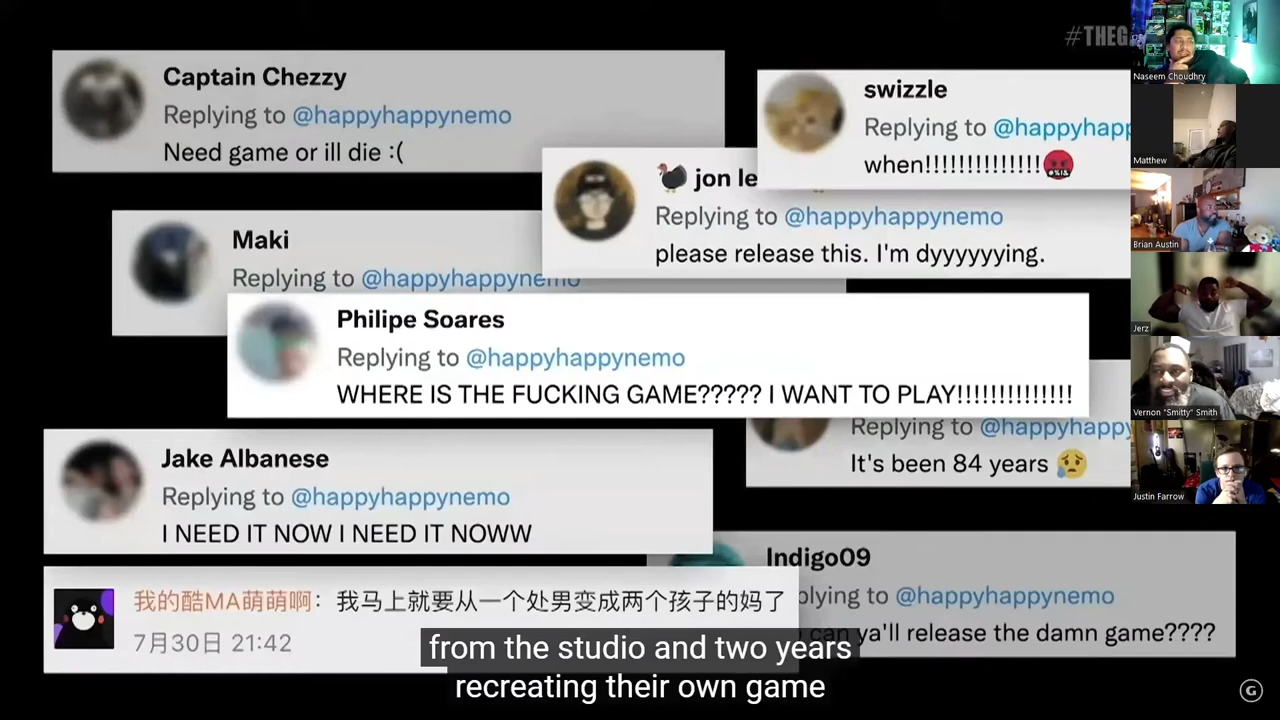 #THEG
Captain Chezzy
Replying to @happyhappynemo
Need game or ill die :(
swizzle
Replying to @happyhapp
when!!!!!!!!!!!!!!🤬
🦃 jon le
Replying to @happyhappynemo
please release this. I'm dyyyyyying.
Maki
Replying to @happyhappynemo
Philipe Soares
Replying to @happyhappynemo
WHERE IS THE FUCKING GAME????? I WANT TO PLAY!!!!!!!!!!!!!!
Replying to @happyhappy
It's been 84 years 😥
Jake Albanese
Replying to @happyhappynemo
I NEED IT NOW I NEED IT NOWW
Indigo09
plying to @happyhappynemo
can ya'll release the damn game????
我的酷MA萌萌啊: 我马上就要从一个处男变成两个孩子的妈了
7月30日 21:42
from the studio and two years
recreating their own game
Naseem Choudhry
Matthew
Brian Austin
Jerz
Vernon "Smitty" Smith
Justin Farrow
G